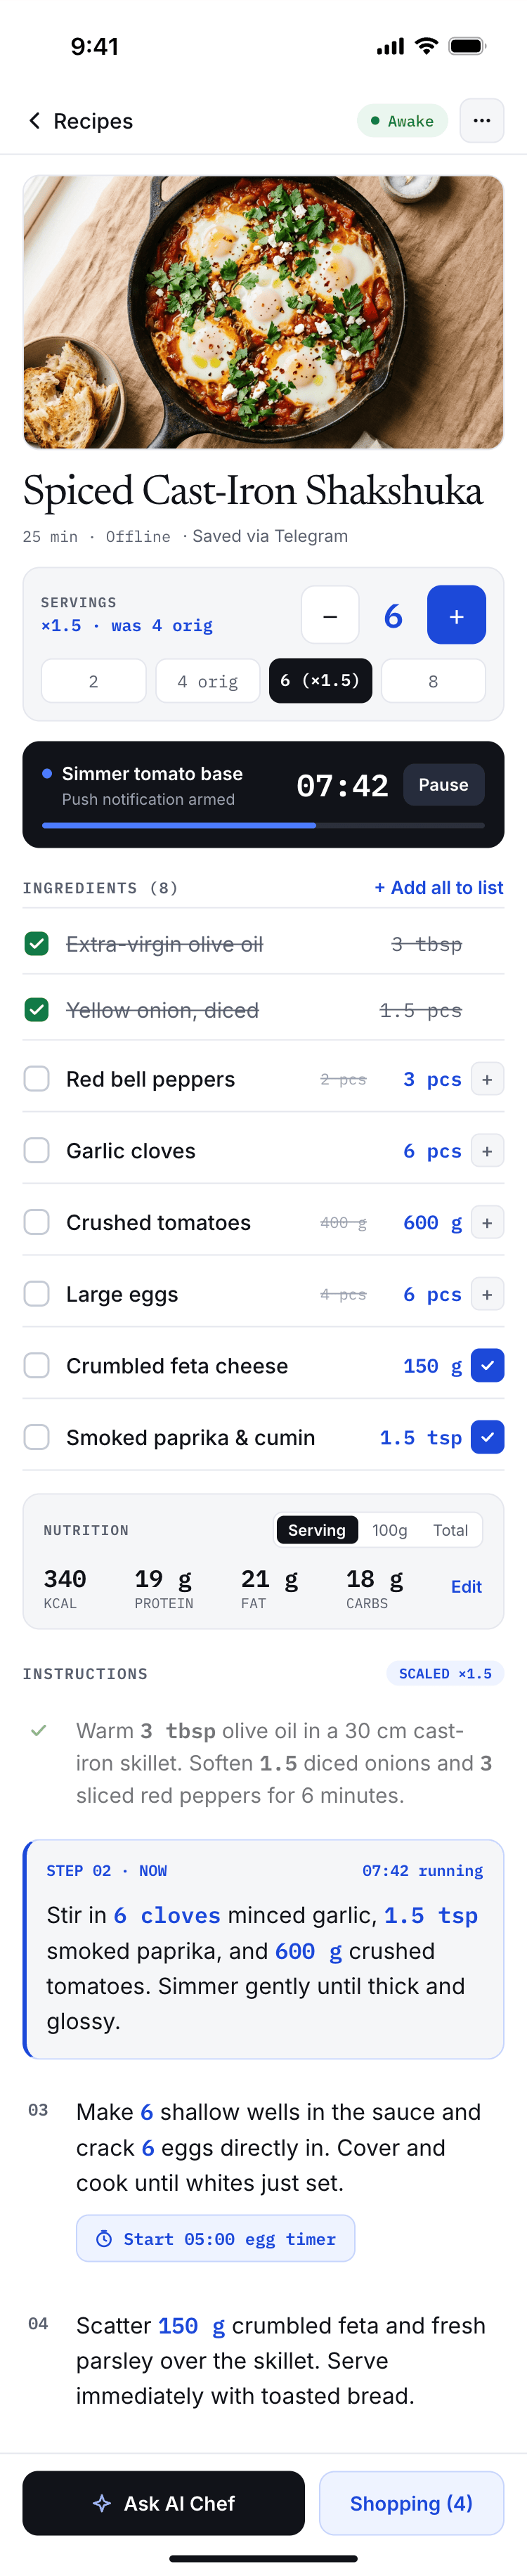 9:41
Recipes
Awake
Spiced Cast-Iron Shakshuka
25 min · Offline · Saved via Telegram
SERVINGS
×1.5 · was 4 orig
− 6 +
2 4 orig 6 (×1.5) 8
Simmer tomato base
Push notification armed
07:42 Pause
INGREDIENTS (8) + Add all to list
Extra-virgin olive oil 3 tbsp
Yellow onion, diced 1.5 pcs
Red bell peppers 2 pcs 3 pcs +
Garlic cloves 6 pcs +
Crushed tomatoes 400 g 600 g +
Large eggs 4 pcs 6 pcs +
Crumbled feta cheese 150 g
Smoked paprika & cumin 1.5 tsp
NUTRITION Serving 100g Total
340 19 g 21 g 18 g Edit
KCAL PROTEIN FAT CARBS
INSTRUCTIONS SCALED ×1.5
Warm 3 tbsp olive oil in a 30 cm cast-
iron skillet. Soften 1.5 diced onions and 3
sliced red peppers for 6 minutes.
STEP 02 · NOW 07:42 running
Stir in 6 cloves minced garlic, 1.5 tsp
smoked paprika, and 600 g crushed
tomatoes. Simmer gently until thick and
glossy.
03 Make 6 shallow wells in the sauce and
crack 6 eggs directly in. Cover and
cook until whites just set.
Start 05:00 egg timer
04 Scatter 150 g crumbled feta and fresh
parsley over the skillet. Serve
immediately with toasted bread.
Ask AI Chef Shopping (4)